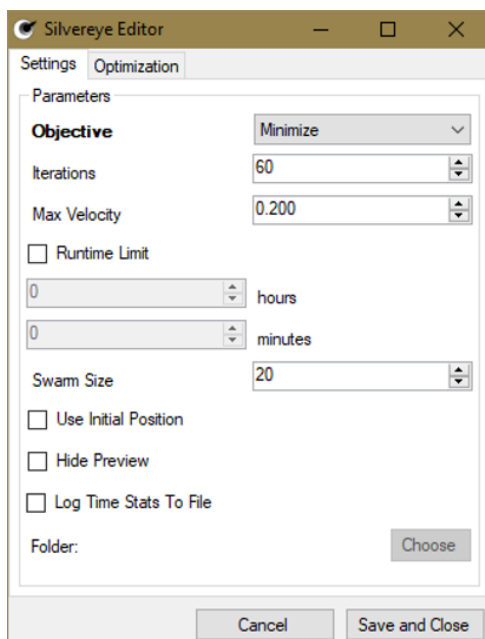 Silvereye Editor
Settings Optimization
Parameters
Objective Minimize
Iterations 60
Max Velocity 0.200
Runtime Limit
0 hours
0 minutes
Swarm Size 20
Use Initial Position
Hide Preview
Log Time Stats To File
Folder: Choose
Cancel Save and Close